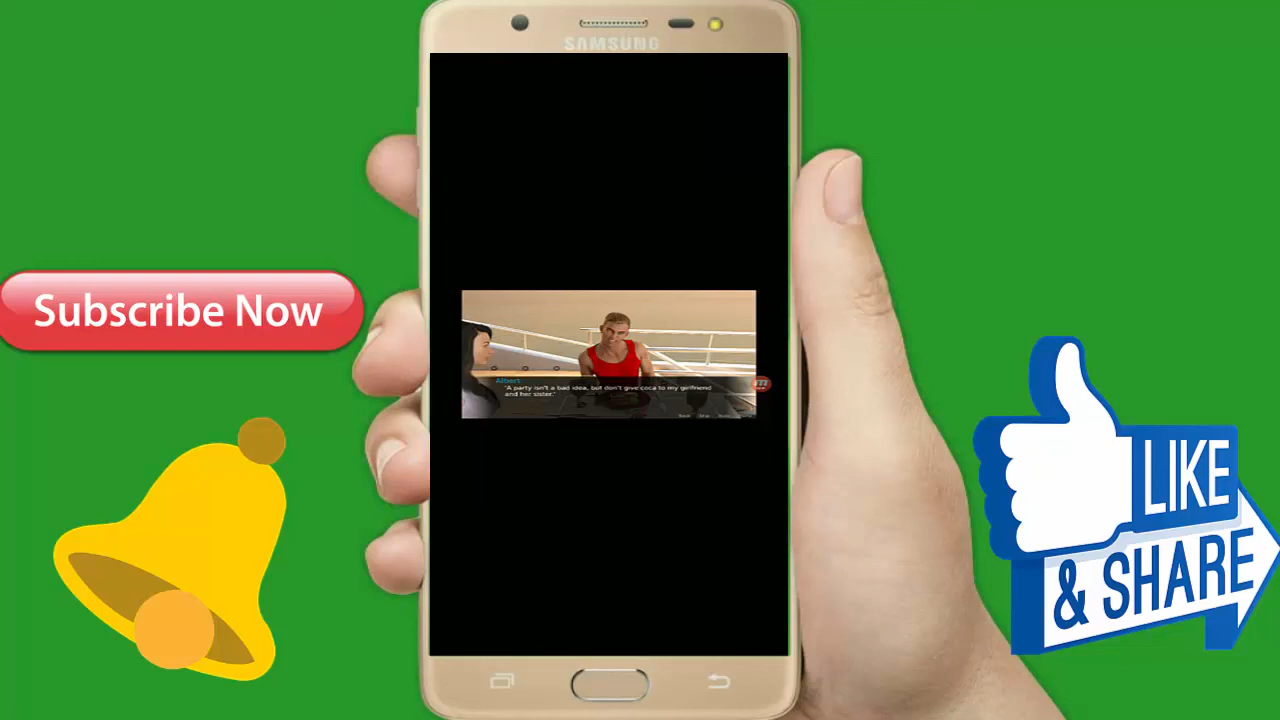 SAMSUNG
Subscribe Now
Albert
"A party isn't a bad idea, but don't give coca to my girlfriend
and her sister."
LIKE
& SHARE